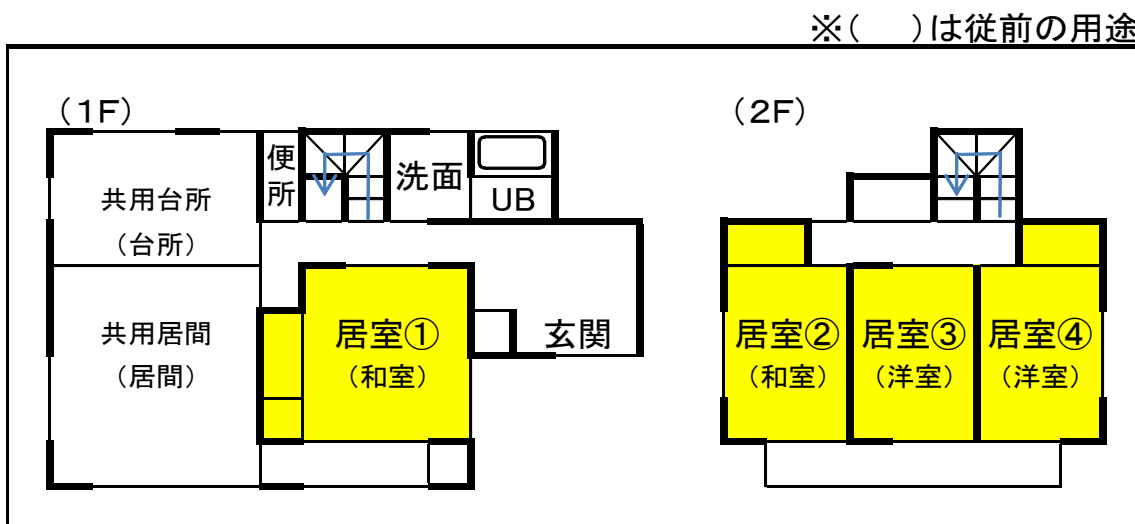 ※(　)は従前の用途
(1F)
(2F)
便所
洗面
UB
共用台所
(台所)
共用居間
(居間)
居室①
(和室)
玄関
居室②
(和室)
居室③
(洋室)
居室④
(洋室)